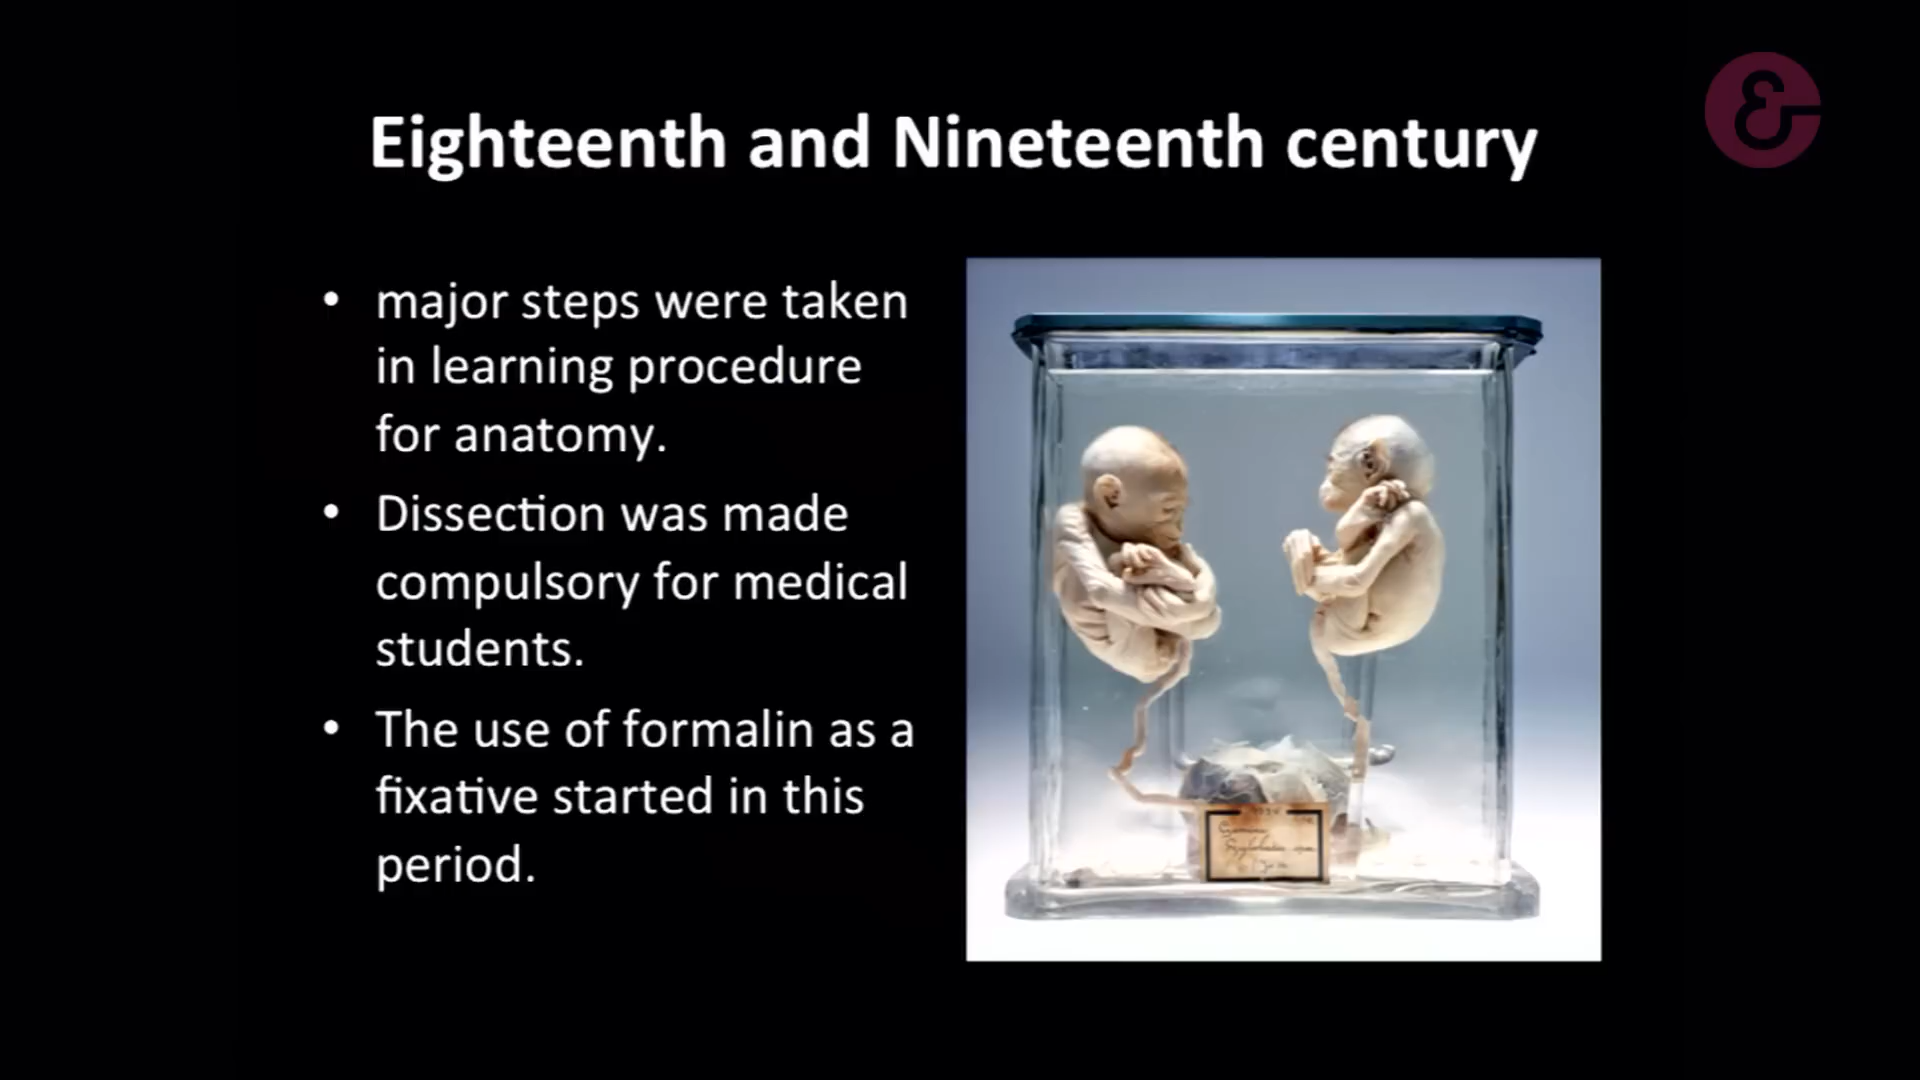 Eighteenth and Nineteenth century
• major steps were taken
in learning procedure
for anatomy.
• Dissection was made
compulsory for medical
students.
• The use of formalin as a
fixative started in this
period.
&